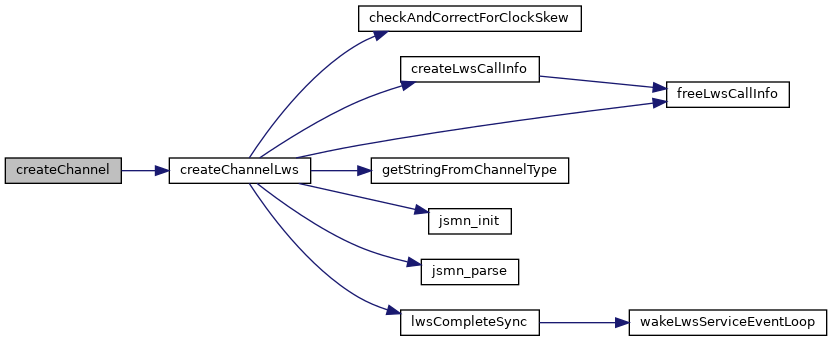 checkAndCorrectForClockSkew
createLwsCallInfo
freeLwsCallInfo
createChannel
createChannelLws
getStringFromChannelType
jsmn_init
jsmn_parse
lwsCompleteSync
wakeLwsServiceEventLoop